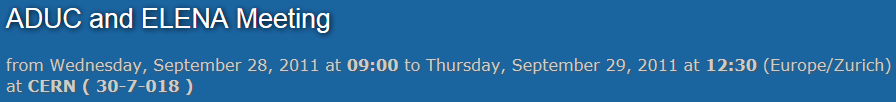 ADUC and ELENA Meeting
from Wednesday, September 28, 2011 at 09:00 to Thursday, September 29, 2011 at 12:30 (Europe/Zurich)
at CERN ( 30-7-018 )